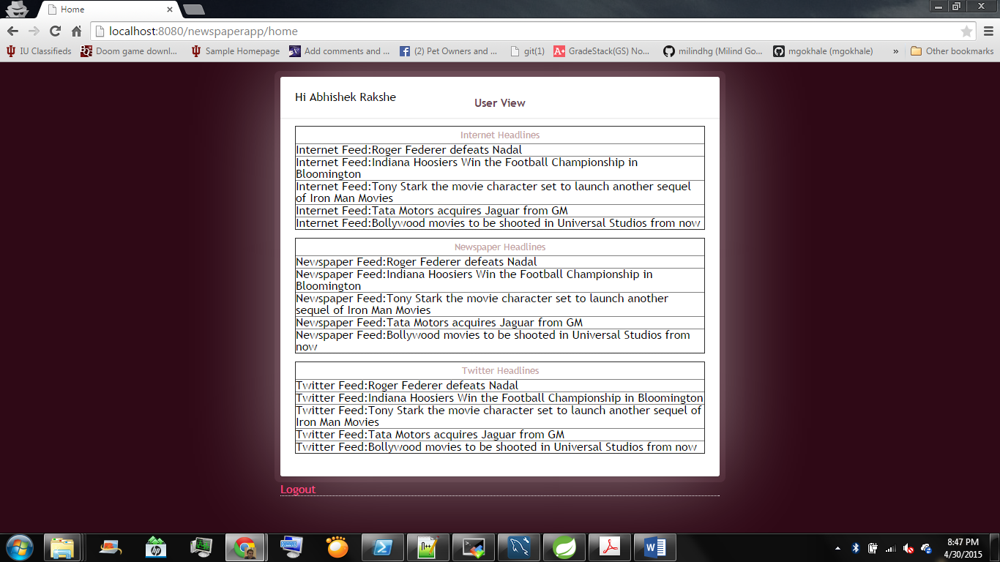 Home
localhost:8080/newspaperapp/home
IU Classifieds Doom game downl... Sample Homepage Add comments and ... (2) Pet Owners and ... git(1) A+ GradeStack(GS) No... milindhg (Milind Go... mgokhale (mgokhale) » Other bookmarks
Hi Abhishek Rakshe
User View
Internet Headlines
Internet Feed:Roger Federer defeats Nadal
Internet Feed:Indiana Hoosiers Win the Football Championship in
Bloomington
Internet Feed:Tony Stark the movie character set to launch another sequel
of Iron Man Movies
Internet Feed:Tata Motors acquires Jaguar from GM
Internet Feed:Bollywood movies to be shooted in Universal Studios from now
Newspaper Headlines
Newspaper Feed:Roger Federer defeats Nadal
Newspaper Feed:Indiana Hoosiers Win the Football Championship in
Bloomington
Newspaper Feed:Tony Stark the movie character set to launch another
sequel of Iron Man Movies
Newspaper Feed:Tata Motors acquires Jaguar from GM
Newspaper Feed:Bollywood movies to be shooted in Universal Studios from
now
Twitter Headlines
Twitter Feed:Roger Federer defeats Nadal
Twitter Feed:Indiana Hoosiers Win the Football Championship in Bloomington
Twitter Feed:Tony Stark the movie character set to launch another sequel of
Iron Man Movies
Twitter Feed:Tata Motors acquires Jaguar from GM
Twitter Feed:Bollywood movies to be shooted in Universal Studios from now
Logout
8:47 PM
4/30/2015